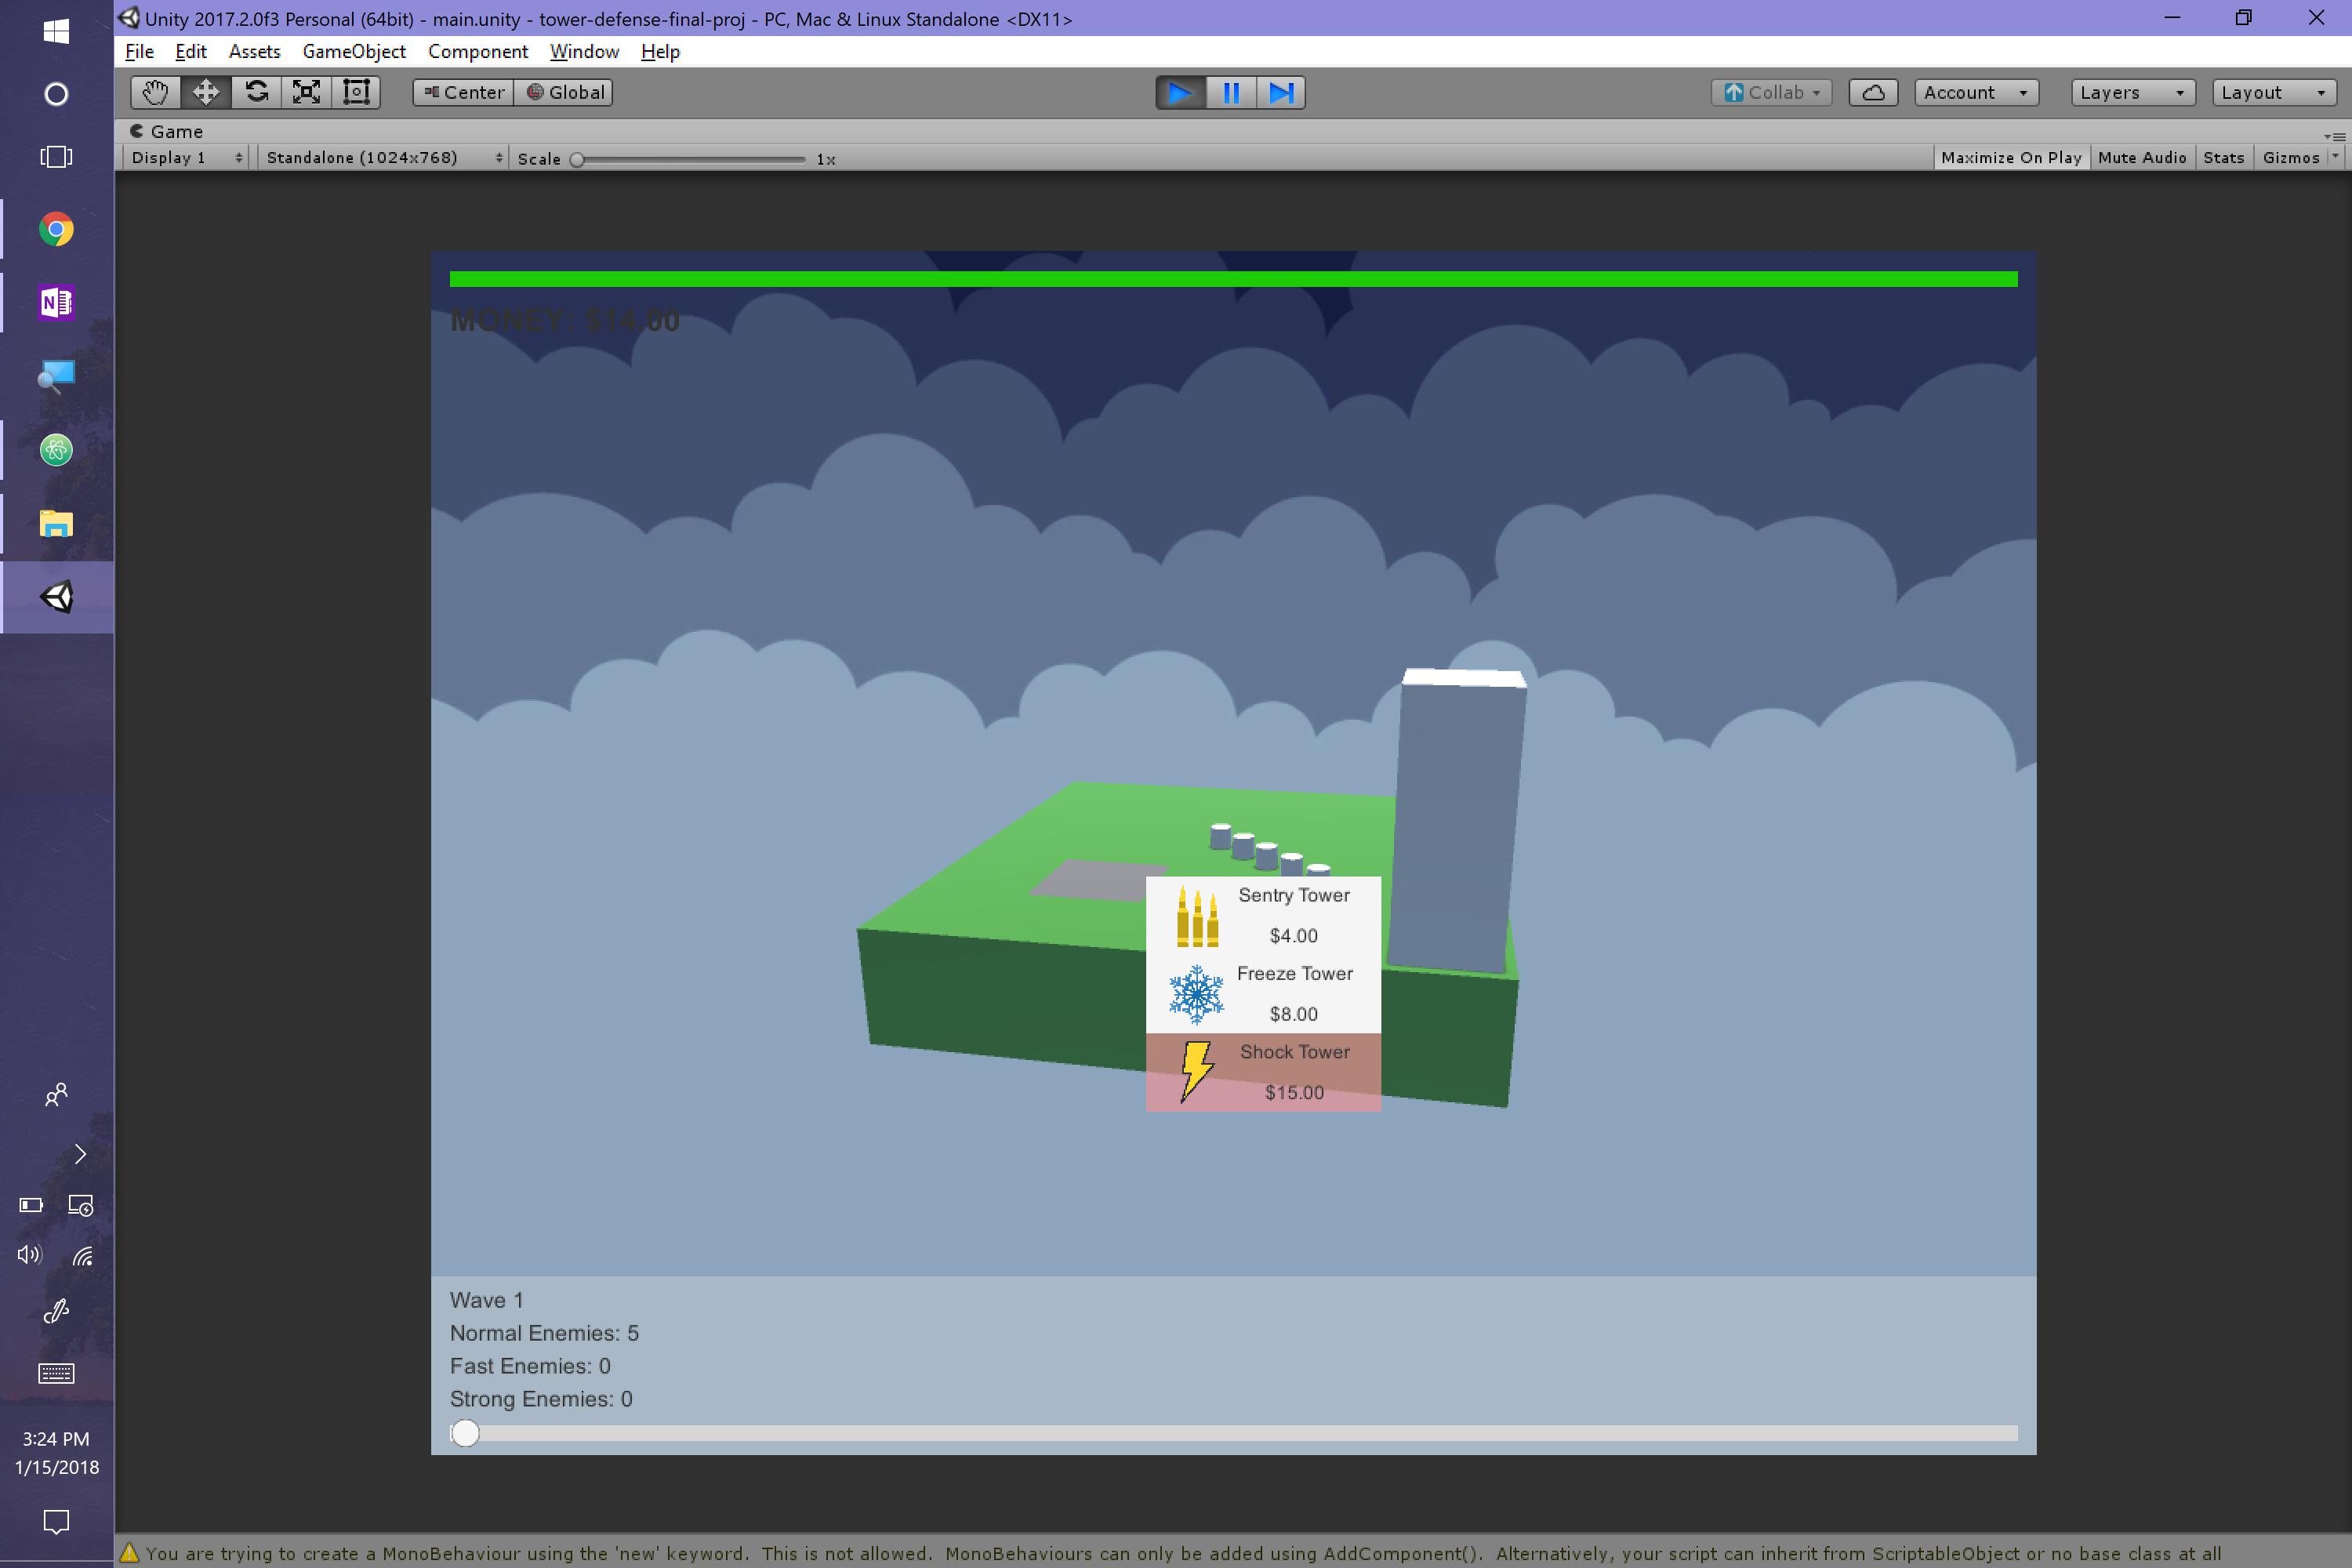 Unity 2017.2.0f3 Personal (64bit) - main.unity - tower-defense-final-proj - PC, Mac & Linux Standalone <DX11>
File Edit Assets GameObject Component Window Help
Center Global Collab Account Layers Layout
Game
Display 1 Standalone (1024x768) Scale 1x Maximize On Play Mute Audio Stats Gizmos
MONEY: $14.00
Sentry Tower
$4.00
Freeze Tower
$8.00
Shock Tower
$15.00
Wave 1
Normal Enemies: 5
Fast Enemies: 0
Strong Enemies: 0
N
3:24 PM
1/15/2018
You are trying to create a MonoBehaviour using the 'new' keyword. This is not allowed. MonoBehaviours can only be added using AddComponent(). Alternatively, your script can inherit from ScriptableObject or no base class at all